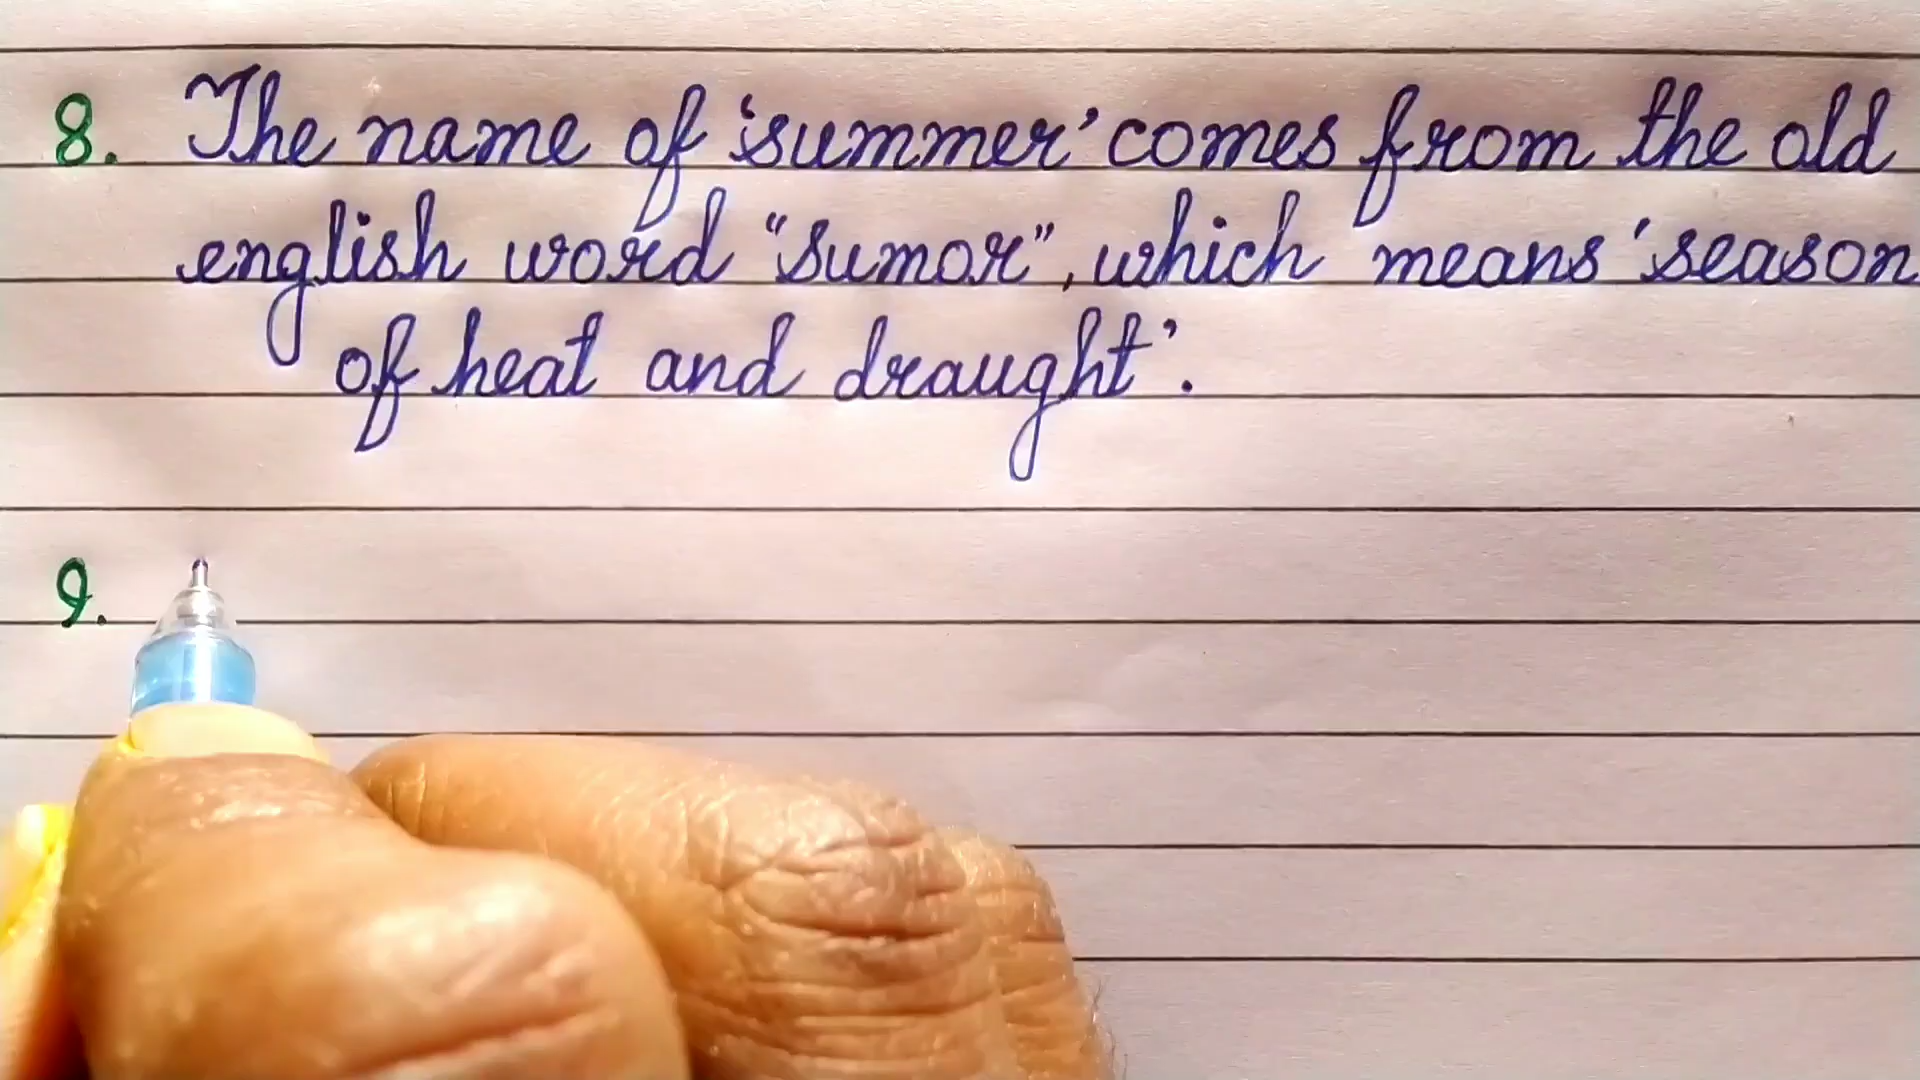 8. The name of 'summer' comes from the old
english word "sumor", which means 'season
of heat and draught'.
9.